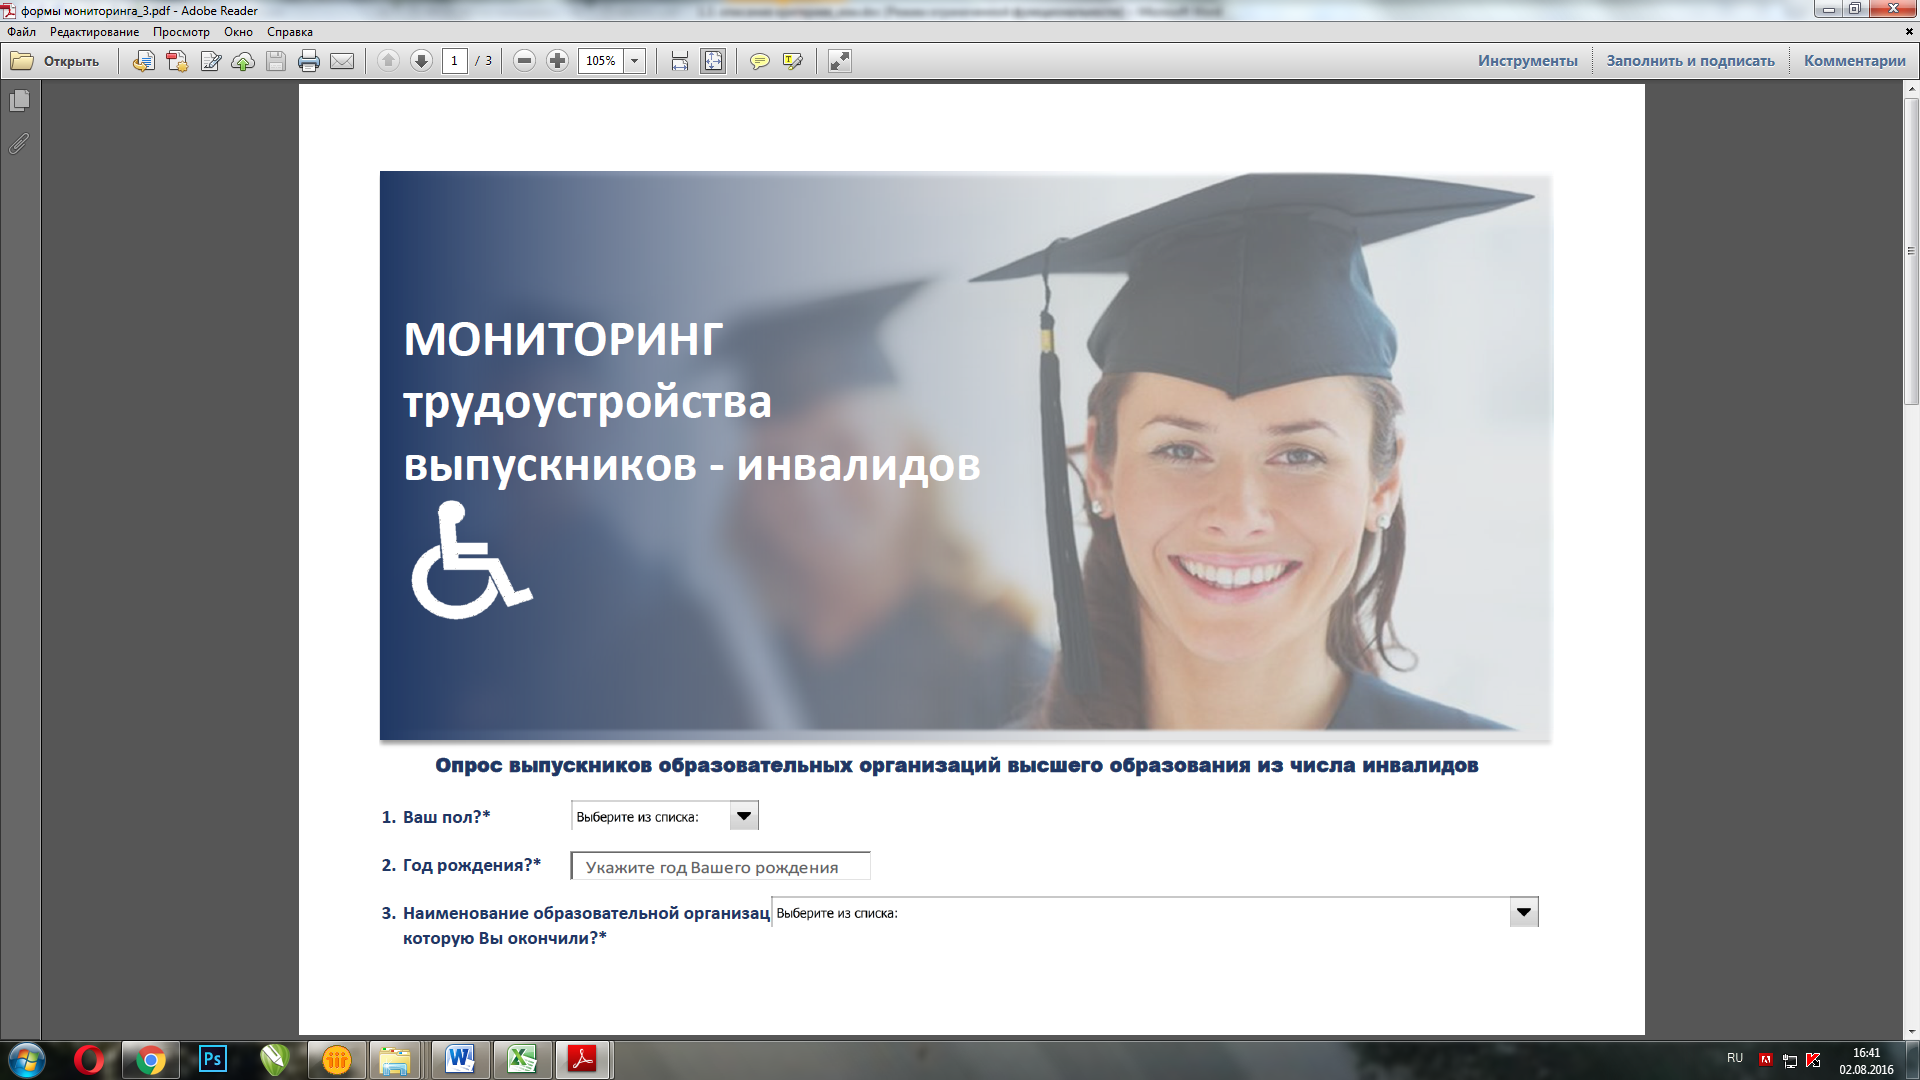 формы мониторинга_3.pdf - Adobe Reader
Файл Редактирование Просмотр Окно Справка
Открыть 1 / 3 105% Инструменты Заполнить и подписать Комментарии
МОНИТОРИНГ
трудоустройства
выпускников - инвалидов
Опрос выпускников образовательных организаций высшего образования из числа инвалидов
1. Ваш пол?* Выберите из списка:
2. Год рождения?* Укажите год Вашего рождения
3. Наименование образовательной организац Выберите из списка:
которую Вы окончили?*
Ps
RU 16:41
02.08.2016